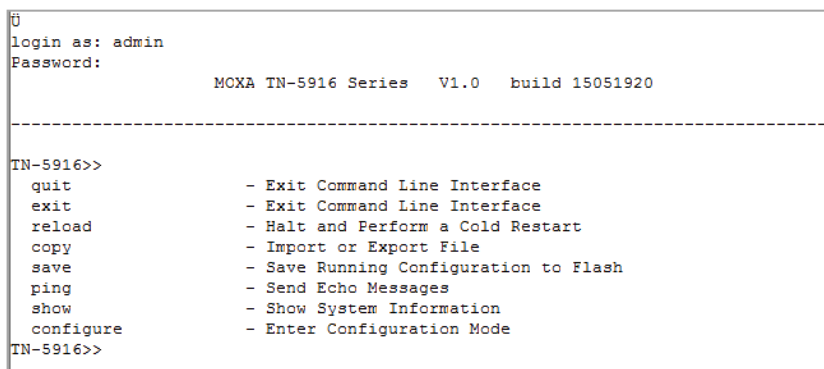 Ü
login as: admin
Password:
MOXA TN-5916 Series V1.0 build 15051920
--------------------------------------------------------------------------------
TN-5916>>
quit - Exit Command Line Interface
exit - Exit Command Line Interface
reload - Halt and Perform a Cold Restart
copy - Import or Export File
save - Save Running Configuration to Flash
ping - Send Echo Messages
show - Show System Information
configure - Enter Configuration Mode
TN-5916>>